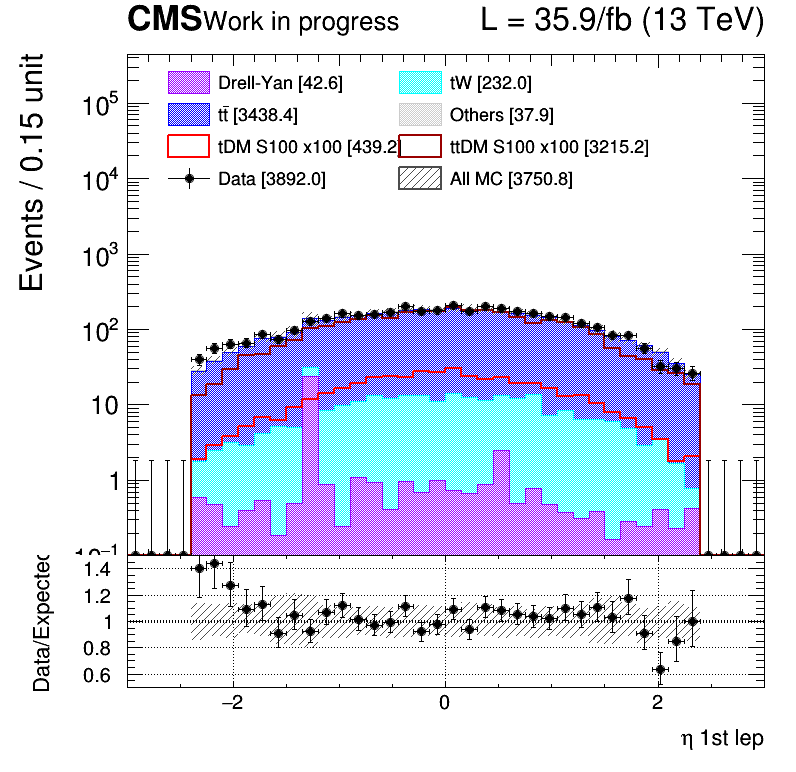 CMS Work in progress L = 35.9/fb (13 TeV)
Events / 0.15 unit
Drell-Yan [42.6] tW [232.0]
tt̄ [3438.4] Others [37.9]
tDM S100 x100 [439.2] ttDM S100 x100 [3215.2]
Data [3892.0] All MC [3750.8]
10⁵
10⁴
10³
10²
10
1
10⁻¹
Data/Expected
1.4
1.2
1
0.8
0.6
−2 0 2
η 1st lep